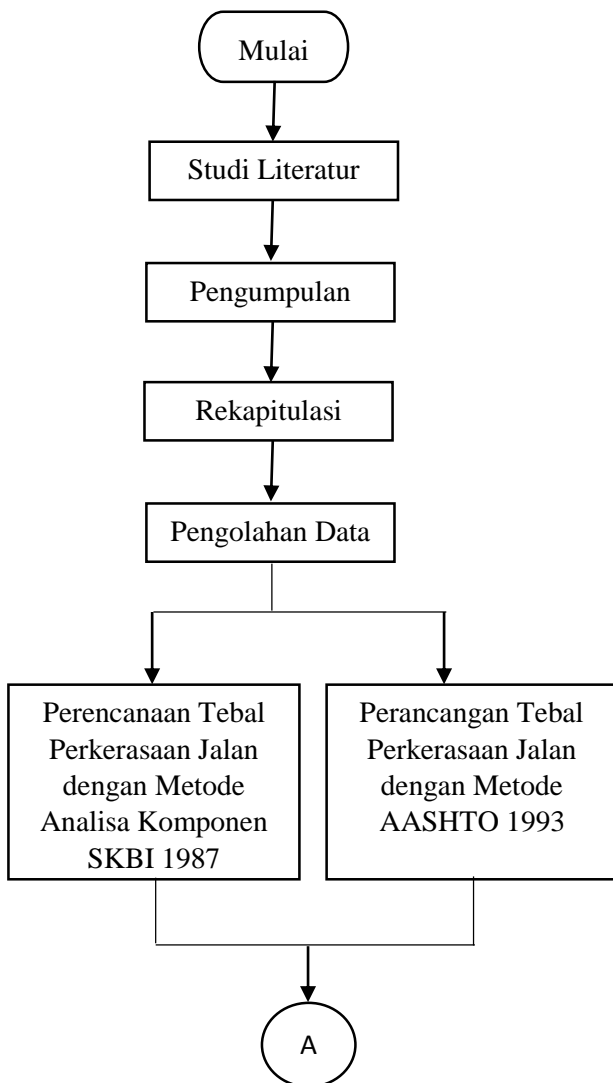 Mulai
Studi Literatur
Pengumpulan
Rekapitulasi
Pengolahan Data
Perencanaan Tebal
Perkerasaan Jalan
dengan Metode
Analisa Komponen
SKBI 1987
Perancangan Tebal
Perkerasaan Jalan
dengan Metode
AASHTO 1993
A